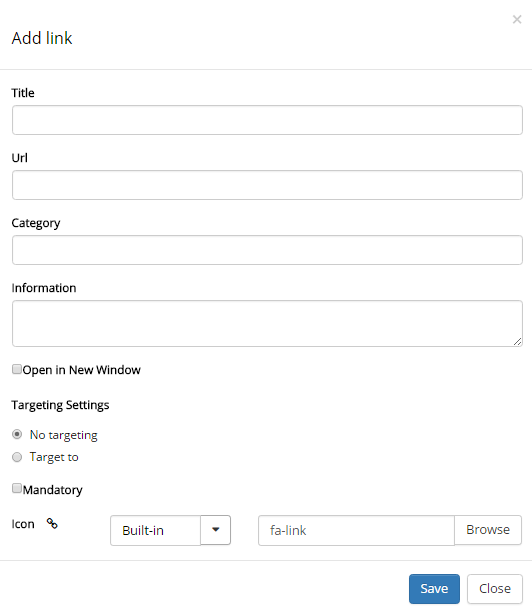 ×
Add link
Title
Url
Category
Information
Open in New Window
Targeting Settings
No targeting
Target to
Mandatory
Icon Built-in fa-link Browse
Save Close